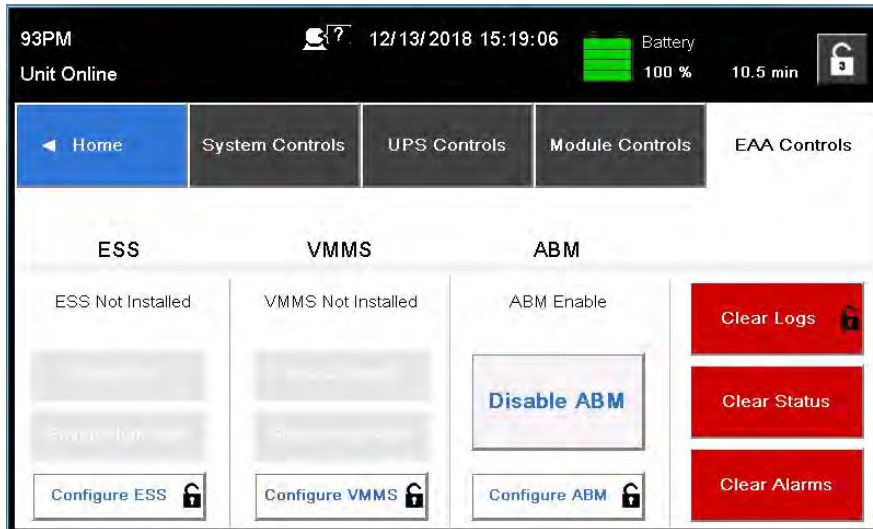 93PM
?
12/13/2018 15:19:06
Battery
Unit Online
100 %
10.5 min
3
◄ Home
System Controls
UPS Controls
Module Controls
EAA Controls
ESS
VMMS
ABM
ESS Not Installed
VMMS Not Installed
ABM Enable
Clear Logs
Disable ABM
Clear Status
Configure ESS
Configure VMMS
Configure ABM
Clear Alarms